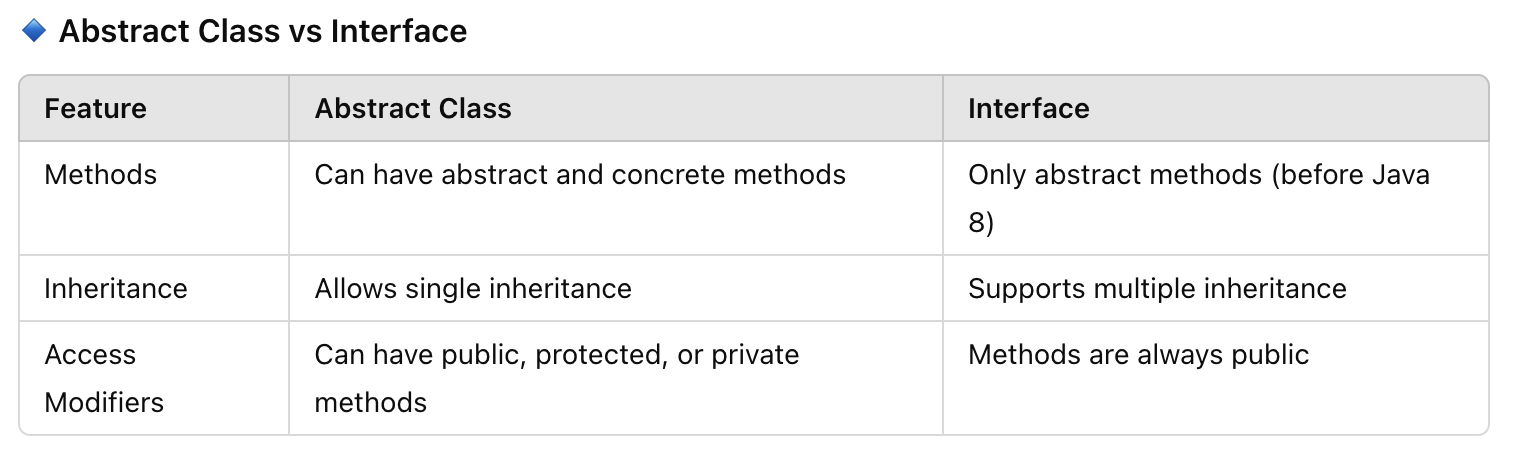 🔷 Abstract Class vs Interface
Feature Abstract Class Interface
Methods Can have abstract and concrete methods Only abstract methods (before Java
8)
Inheritance Allows single inheritance Supports multiple inheritance
Access Can have public, protected, or private Methods are always public
Modifiers methods